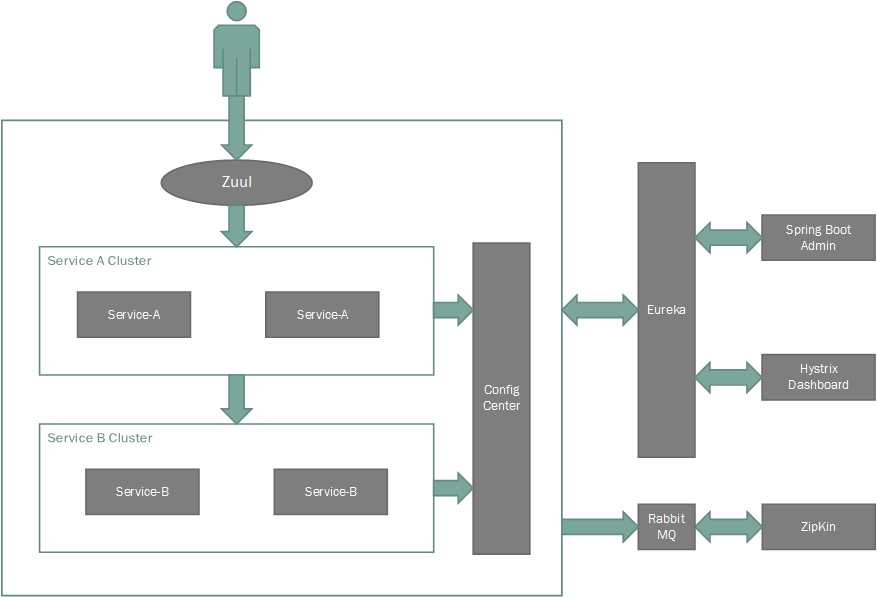 Zuul
Service A Cluster
Service-A
Service-A
Config
Center
Service B Cluster
Service-B
Service-B
Eureka
Spring Boot
Admin
Hystrix
Dashboard
Rabbit
MQ
ZipKin